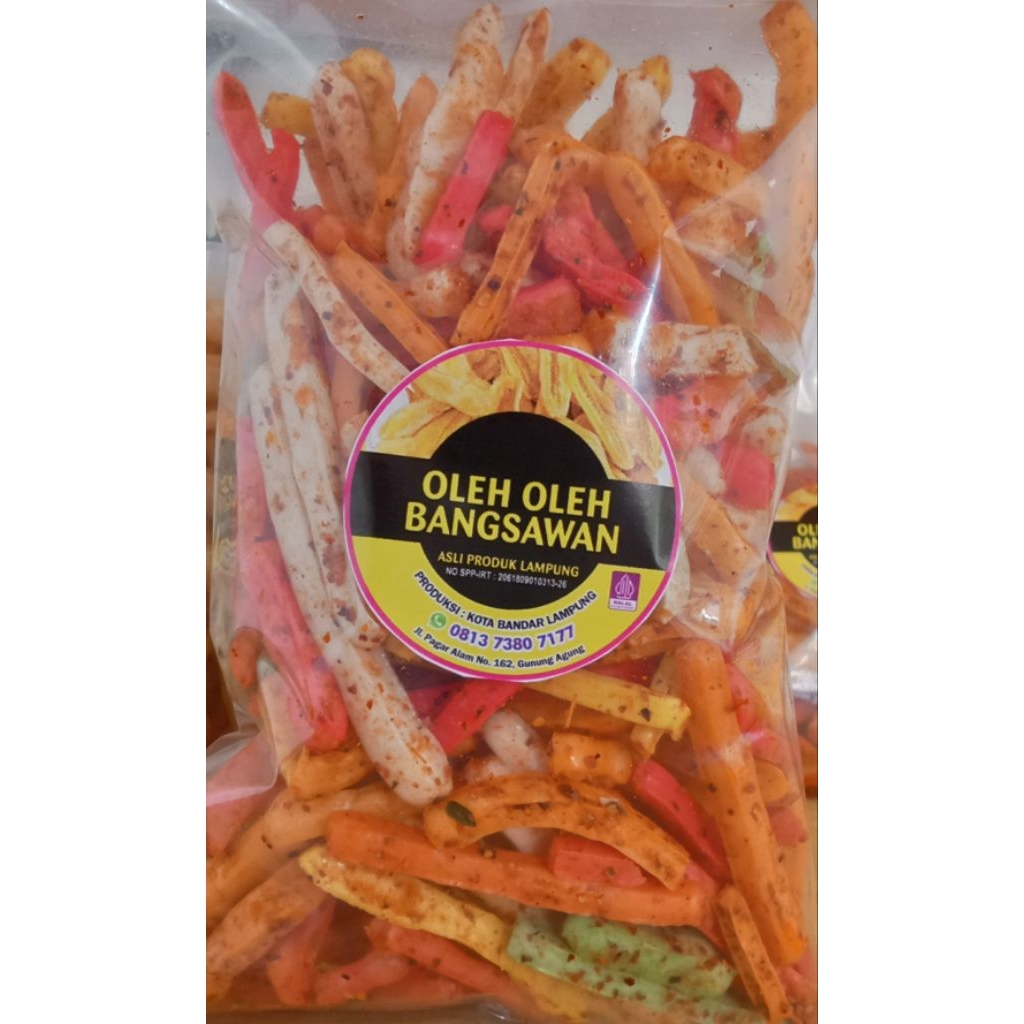 OLEH OLEH
BANGSAWAN
ASLI PRODUK LAMPUNG
NO SPP-IRT : 2061809010313-26
HALAL
PRODUKSI : KOTA BANDAR LAMPUNG
0813 7380 7177
Jl. Pagar Alam No. 162, Gunung Agung